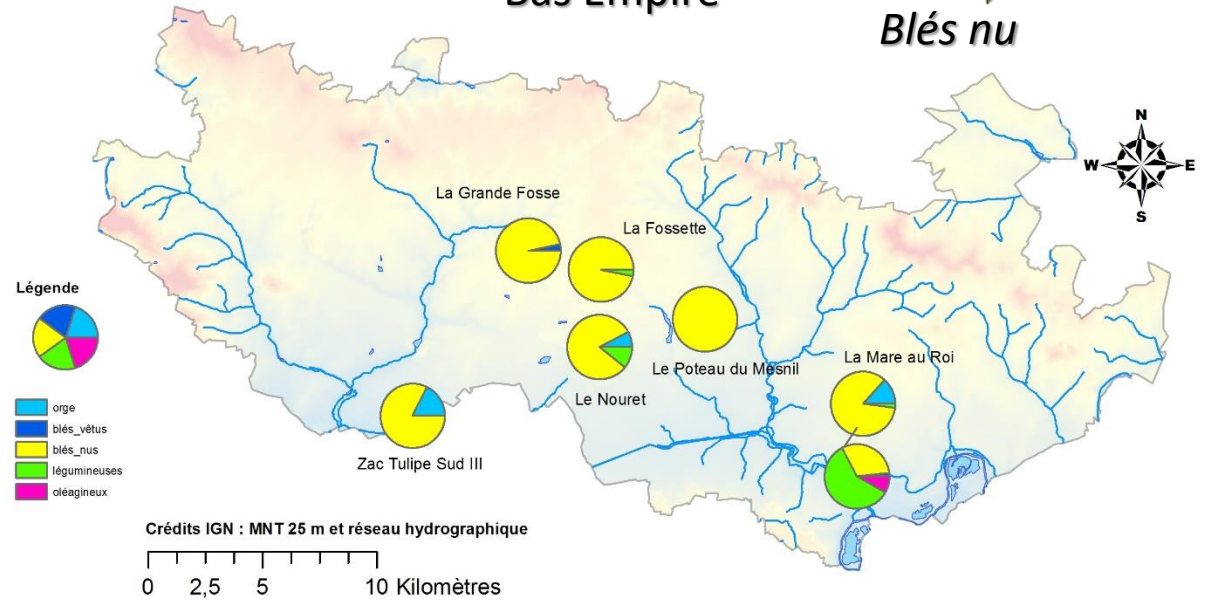 Bas Empire
Blés nu
N
W
E
S
La Grande Fosse
La Fossette
Légende
Le Poteau du Mesnil
La Mare au Roi
Le Nouret
Zac Tulipe Sud III
orge
blés_vêtus
blés_nus
légumineuses
oléagineux
Crédits IGN : MNT 25 m et réseau hydrographique
0 2,5 5 10 Kilomètres